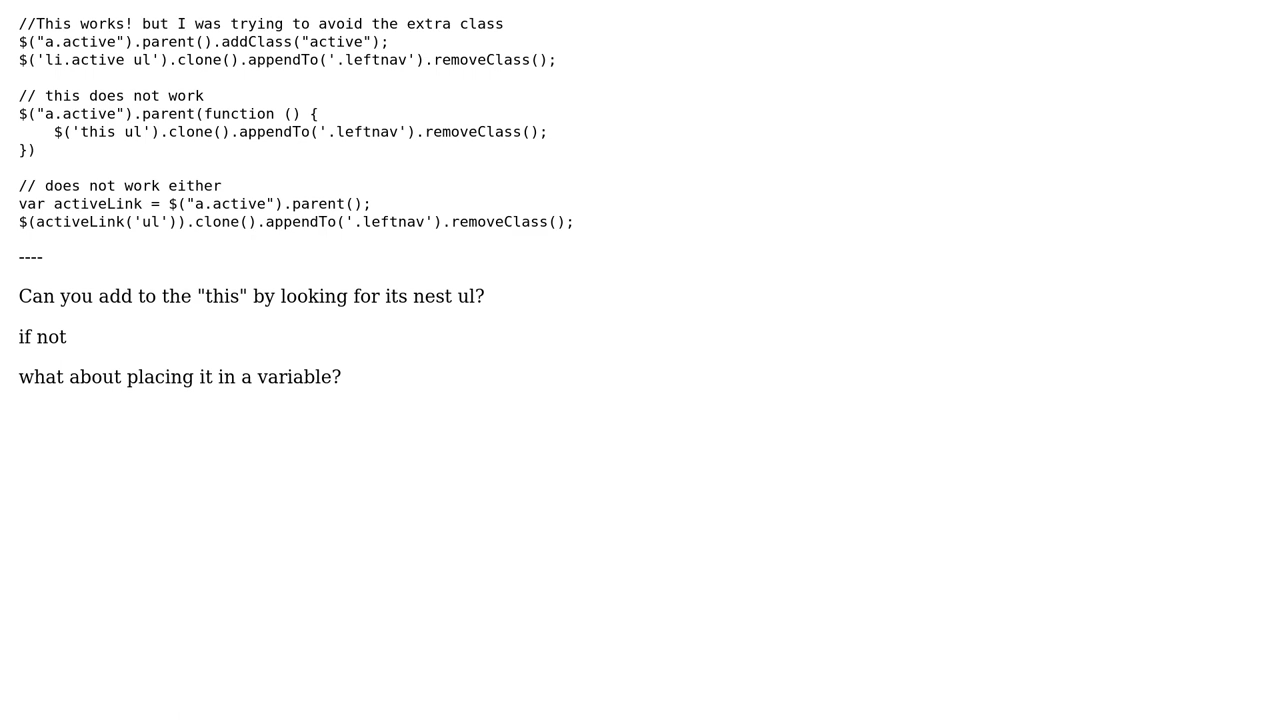 //This works! but I was trying to avoid the extra class
$("a.active").parent().addClass("active");
$('li.active ul').clone().appendTo('.leftnav').removeClass();

// this does not work
$("a.active").parent(function () {
    $('this ul').clone().appendTo('.leftnav').removeClass();
})

// does not work either
var activeLink = $("a.active").parent();
$(activeLink('ul')).clone().appendTo('.leftnav').removeClass();

----

Can you add to the "this" by looking for its nest ul?

if not

what about placing it in a variable?